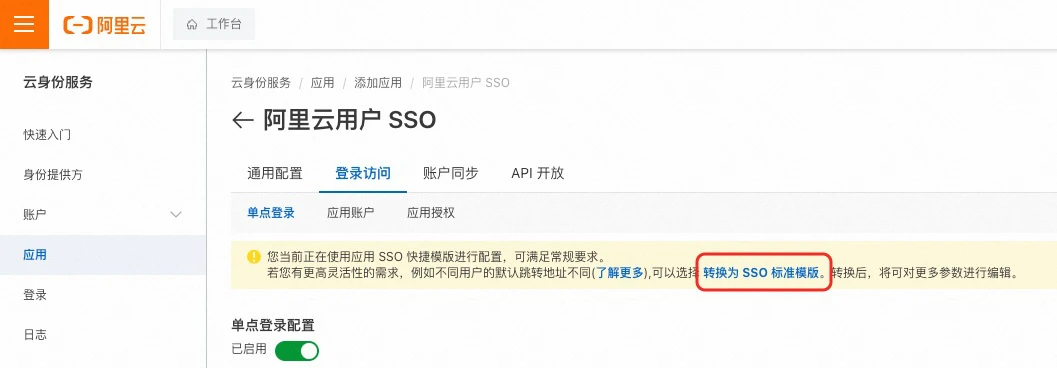 阿里云
工作台
云身份服务
快速入门
身份提供方
账户
应用
登录
日志
云身份服务 / 应用 / 添加应用 / 阿里云用户 SSO
阿里云用户 SSO
通用配置 登录访问 账户同步 API 开放
单点登录 应用账户 应用授权
您当前正在使用应用 SSO 快捷模版进行配置，可满足常规要求。
若您有更高灵活性的需求，例如不同用户的默认跳转地址不同(了解更多),可以选择 转换为 SSO 标准模版。转换后，将可对更多参数进行编辑。
单点登录配置
已启用